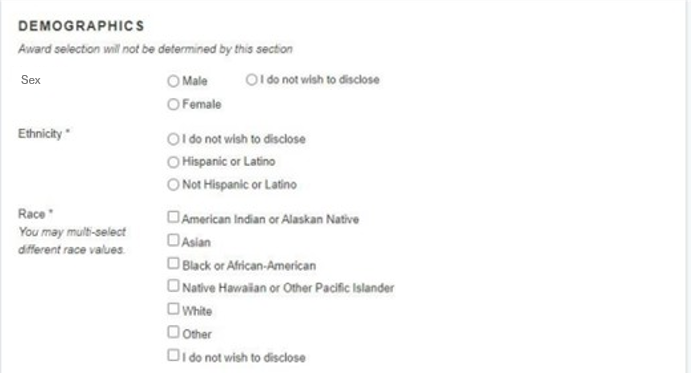 DEMOGRAPHICS
Award selection will not be determined by this section
Sex
Male
I do not wish to disclose
Female
Ethnicity *
I do not wish to disclose
Hispanic or Latino
Not Hispanic or Latino
Race *
You may multi-select
different race values.
American Indian or Alaskan Native
Asian
Black or African-American
Native Hawaiian or Other Pacific Islander
White
Other
I do not wish to disclose